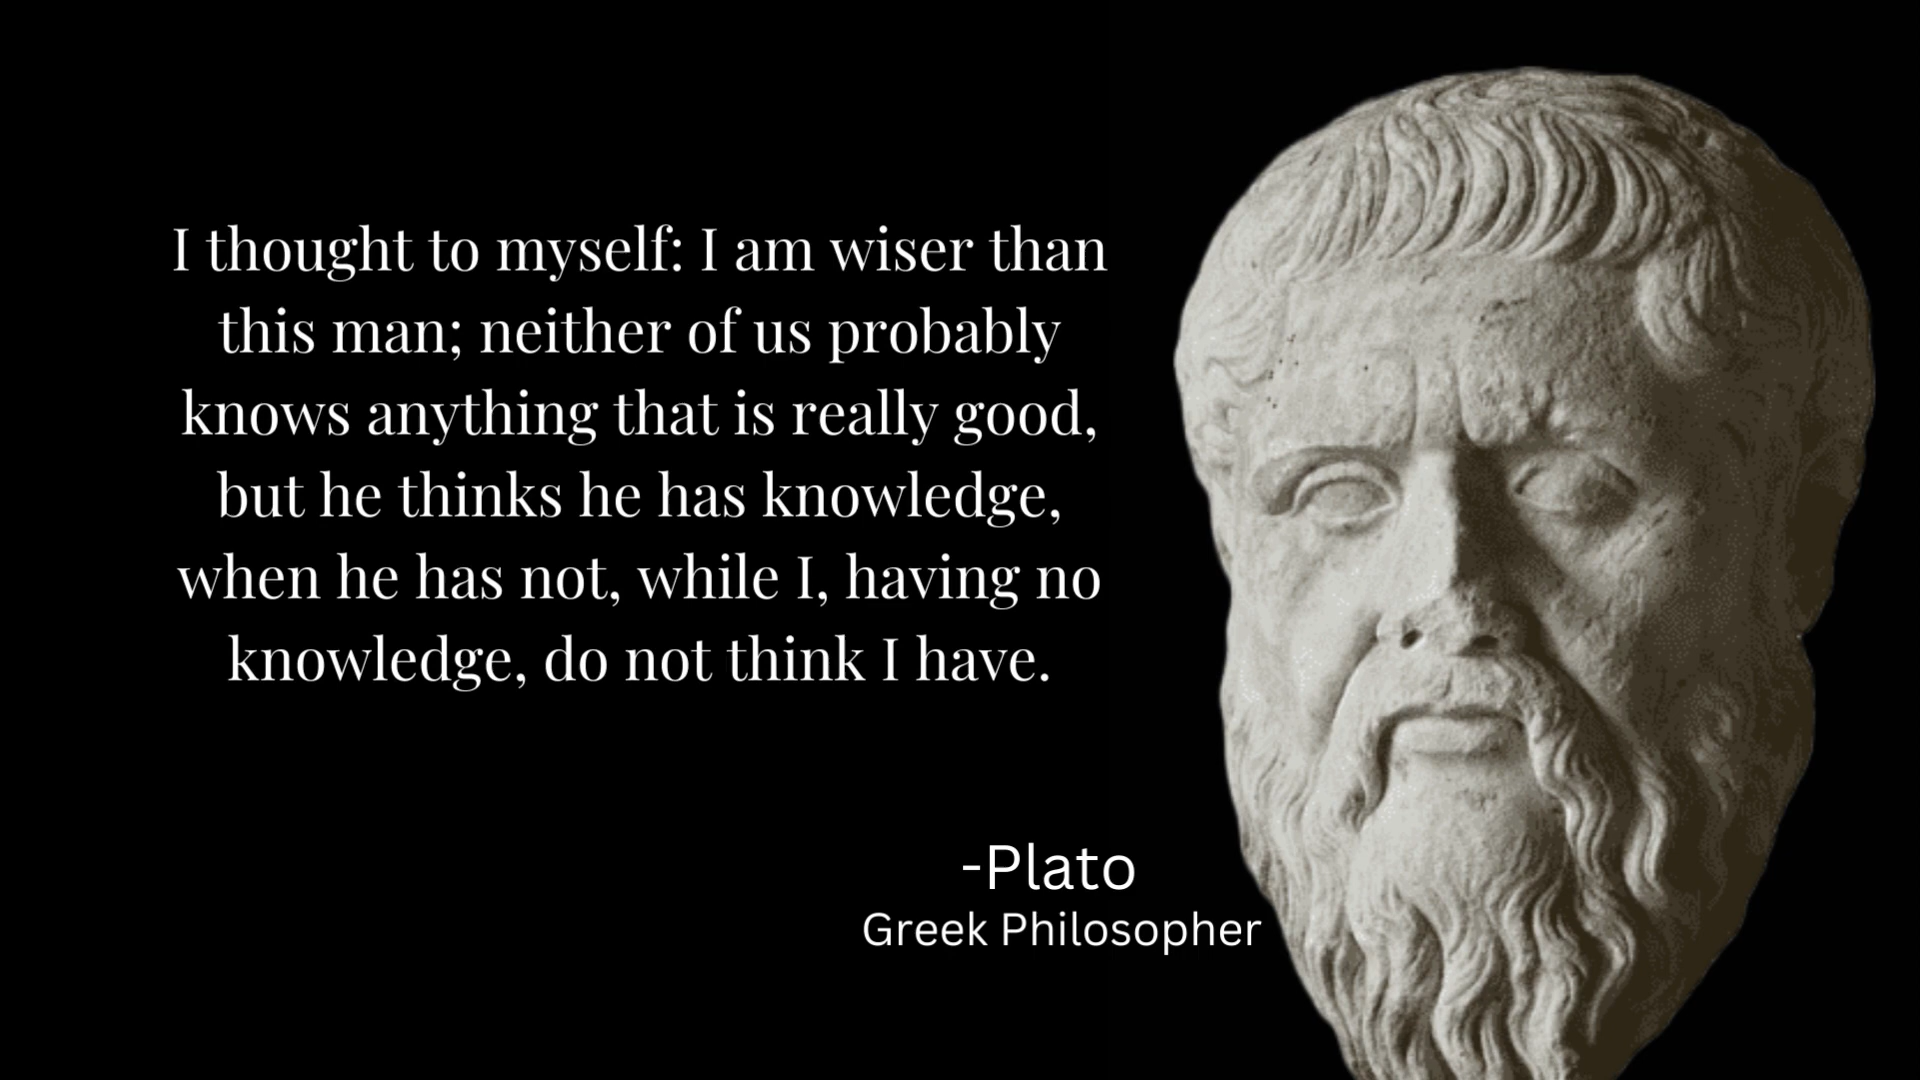 I thought to myself: I am wiser than
this man; neither of us probably
knows anything that is really good,
but he thinks he has knowledge,
when he has not, while I, having no
knowledge, do not think I have.
-Plato
Greek Philosopher